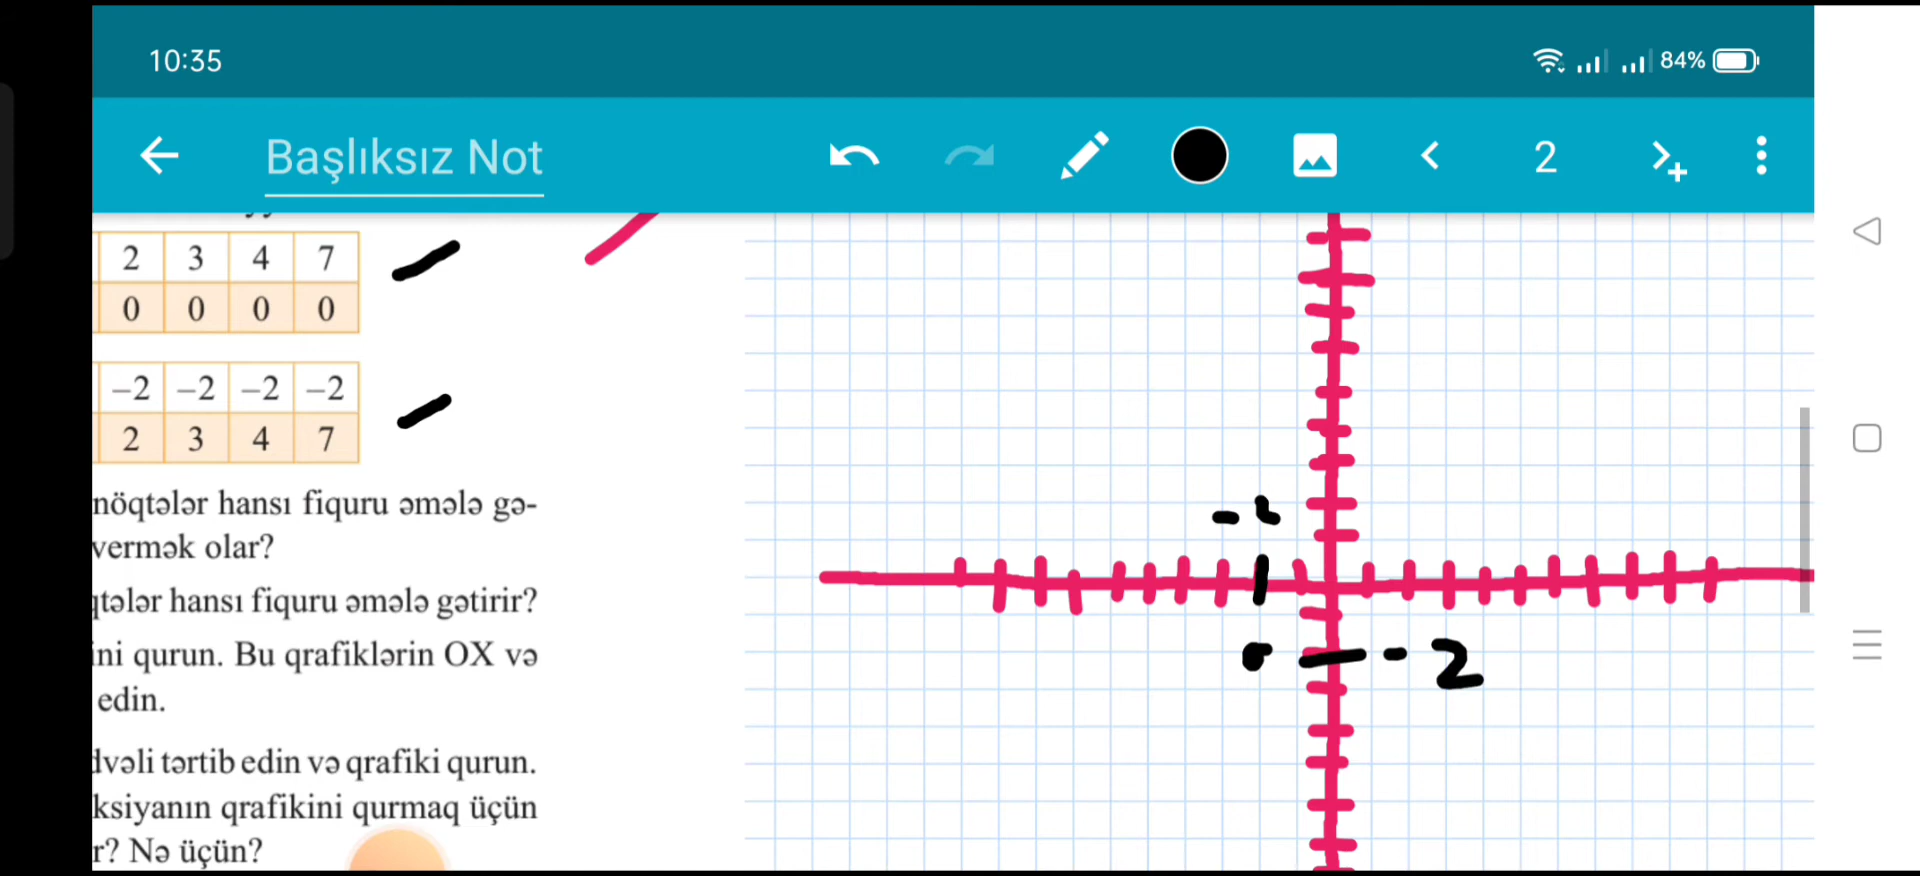 10:35
84%
Başlıksız Not
2
2 3 4 7
0 0 0 0
-2 -2 -2 -2
2 3 4 7
nöqtələr hansı fiquru əmələ gə-
vermək olar?
qtələr hansı fiquru əmələ gətirir?
ini qurun. Bu qrafiklərin OX və
edin.
dvəli tərtib edin və qrafiki qurun.
ksiyanın qrafikini qurmaq üçün
r? Nə üçün?
-2